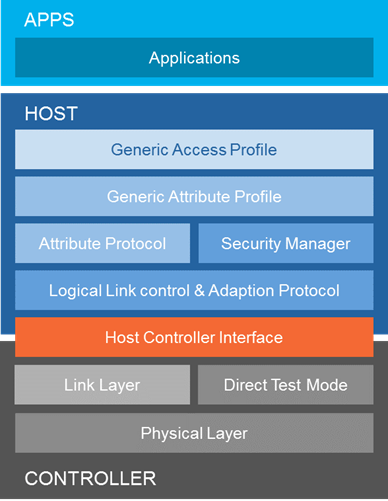 APPS
Applications
HOST
Generic Access Profile
Generic Attribute Profile
Attribute Protocol
Security Manager
Logical Link control & Adaption Protocol
Host Controller Interface
Link Layer
Direct Test Mode
Physical Layer
CONTROLLER